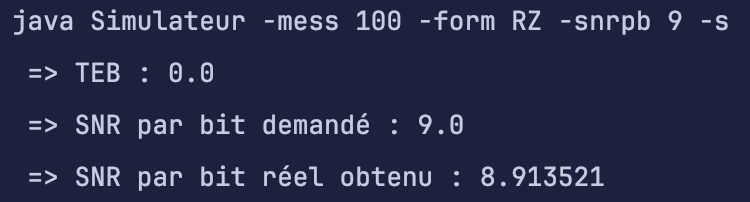 java Simulateur -mess 100 -form RZ -snrpb 9 -s
=> TEB : 0.0
=> SNR par bit demandé : 9.0
=> SNR par bit réel obtenu : 8.913521